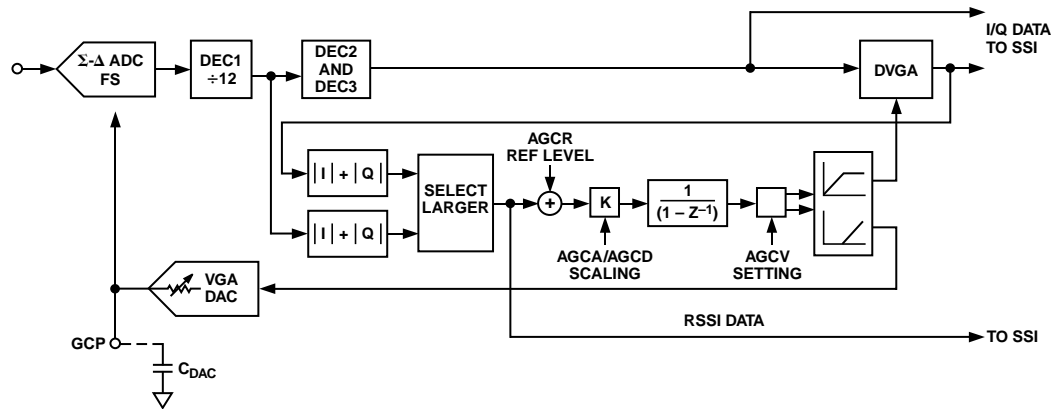 Σ-Δ ADC
FS
DEC1
÷12
DEC2
AND
DEC3
I/Q DATA
TO SSI
DVGA
AGCR
REF LEVEL
|I| + |Q|
|I| + |Q|
SELECT
LARGER
+
K
1
(1 – Z–1)
AGCA/AGCD
SCALING
AGCV
SETTING
VGA
DAC
RSSI DATA
TO SSI
GCP
CDAC